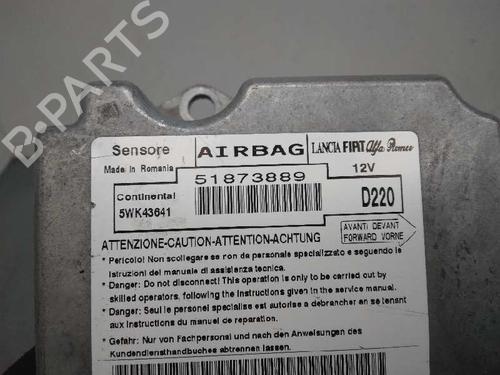 Sensore AIRBAG LANCIA FIAT Alfa Romeo
Made in Romania 51873889 12V
Continental
5WK43641 D220
AVANTI DEVANT
FORWARD VORNE
ATTENZIONE-CAUTION-ATTENTION-ACHTUNG
* Pericolo! Non scollegare se non da personale specializzato e seguendo le
istruzioni del manuale di assistenza tecnica.
* Danger: Do not disconnect! This operation is only to be carried out by
skilled operators, following the instructions given in the service manual.
* Danger: Seul le personel specialise est autorise a debrancher en se tenant
aux instructions du manuel de reparation.
* Gefahr: Nur von Fachpersonal und nach den Anweisungen des
Kundendiensthandbuches abtrennen lassen.
B-PARTS